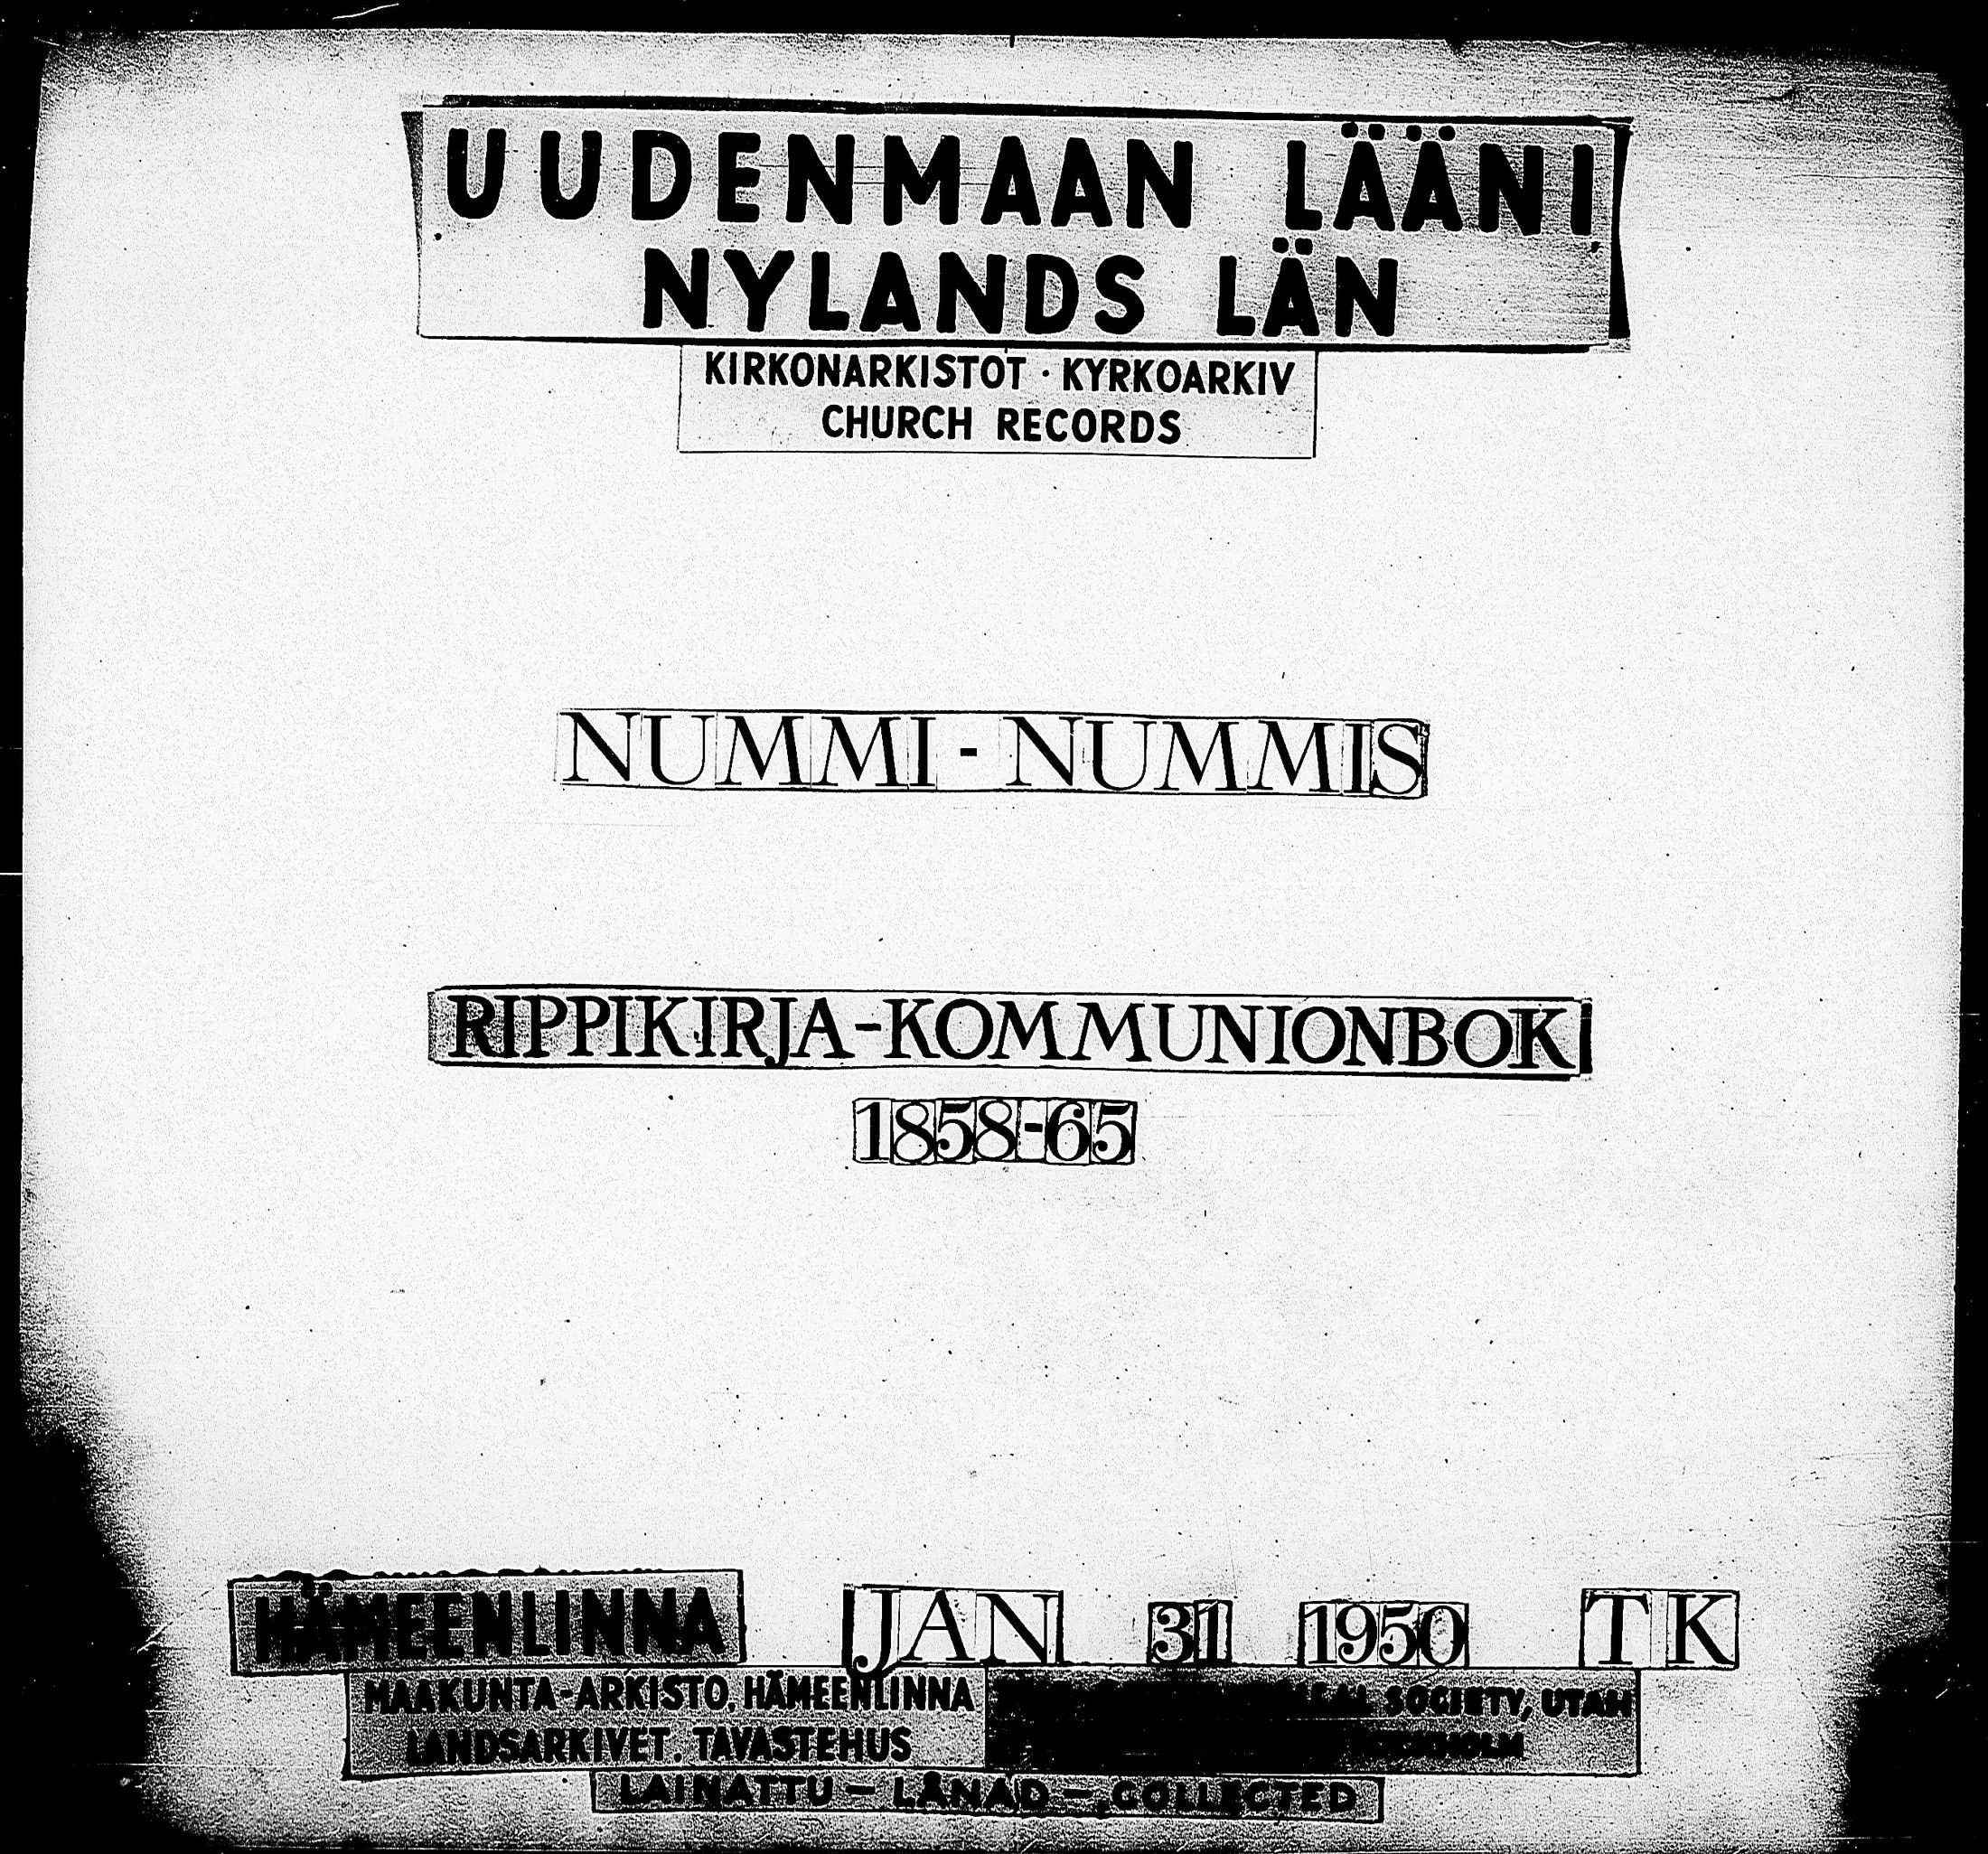 UUDENMAAN LÄÄNI
NYLANDS LÄN
KIRKONARKISTOT · KYRKOARKIV
CHURCH RECORDS
NUMMI - NUMMIS
RIPPIKIRJA-KOMMUNIONBOK
1858-65
HÄMEENLINNA JAN 31 1950 TK
MAAKUNTA-ARKISTO, HÄMEENLINNA SOCIETY, UTAH
LANDSARKIVET. TAVASTEHUS
LAINATTU - LÅNAD - COLLECTED